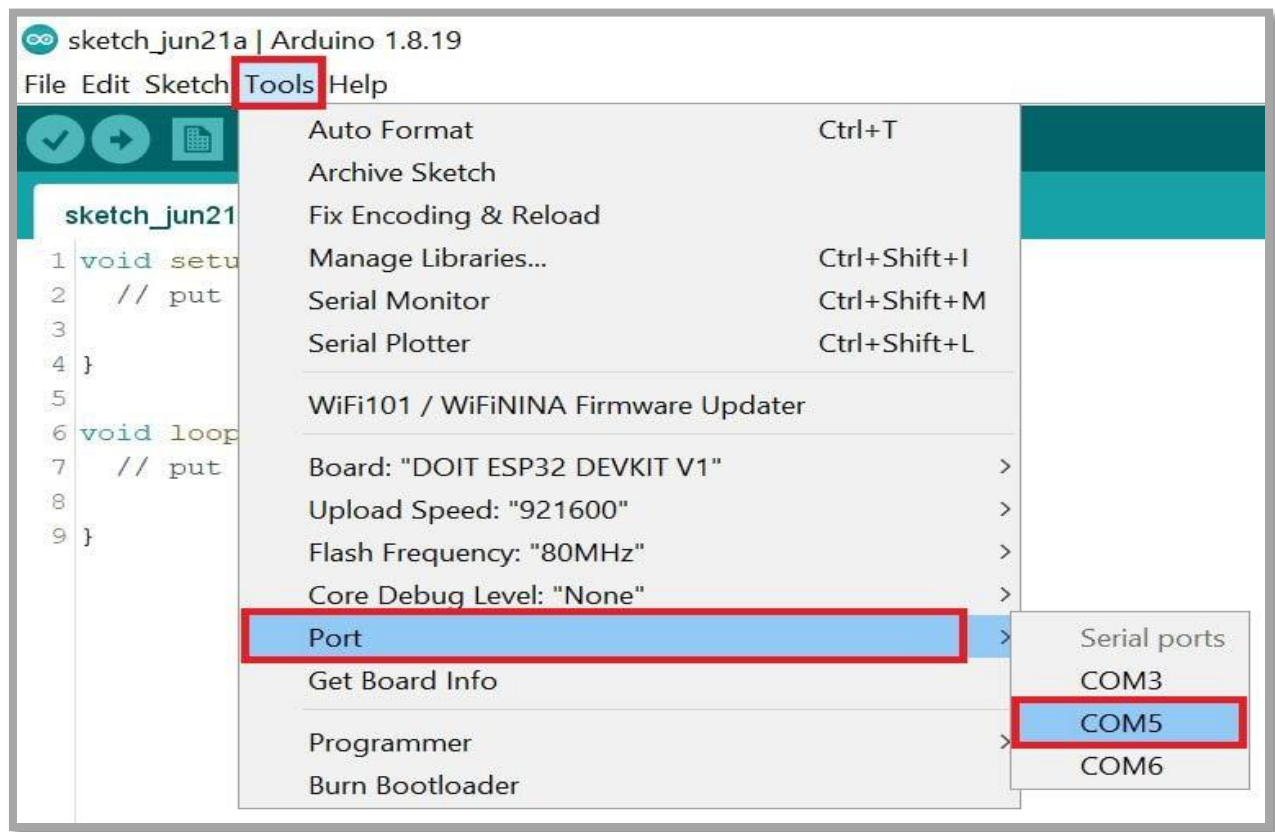 sketch_jun21a | Arduino 1.8.19
File Edit Sketch Tools Help
Auto Format Ctrl+T
Archive Sketch
sketch_jun21
Fix Encoding & Reload
1 void setu
Manage Libraries... Ctrl+Shift+I
2 // put
Serial Monitor Ctrl+Shift+M
3
Serial Plotter Ctrl+Shift+L
4 }
5
WiFi101 / WiFiNINA Firmware Updater
6 void loop
7 // put
Board: "DOIT ESP32 DEVKIT V1" >
8
Upload Speed: "921600" >
9 }
Flash Frequency: "80MHz" >
Core Debug Level: "None" >
Port >
Serial ports
COM3
COM5
COM6
Get Board Info
Programmer >
Burn Bootloader